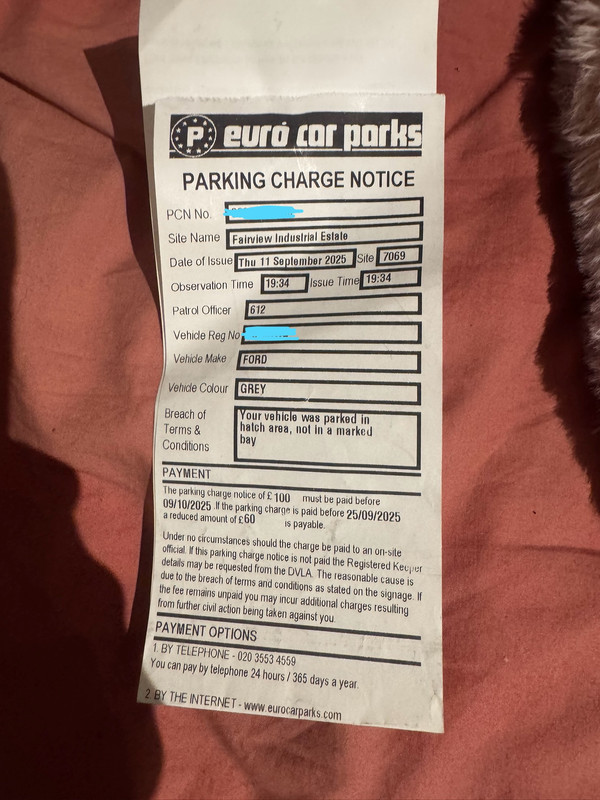 P euro car parks
PARKING CHARGE NOTICE
PCN No.
Site Name Fairview Industrial Estate
Date of Issue Thu 11 September 2025 Site 7069
Observation Time 19:34 Issue Time 19:34
Patrol Officer 612
Vehicle Reg No
Vehicle Make FORD
Vehicle Colour GREY
Breach of Terms & Conditions
Your vehicle was parked in
hatch area, not in a marked
bay
PAYMENT
The parking charge notice of £100 must be paid before
09/10/2025 .If the parking charge is paid before 25/09/2025
a reduced amount of £60 is payable.
Under no circumstances should the charge be paid to an on-site
official. If this parking charge notice is not paid the Registered Keeper
details may be requested from the DVLA. The reasonable cause is
due to the breach of terms and conditions as stated on the signage. If
the fee remains unpaid you may incur additional charges resulting
from further civil action being taken against you.
PAYMENT OPTIONS
1. BY TELEPHONE - 020 3553 4559
You can pay by telephone 24 hours / 365 days a year.
2. BY THE INTERNET - www.eurocarparks.com